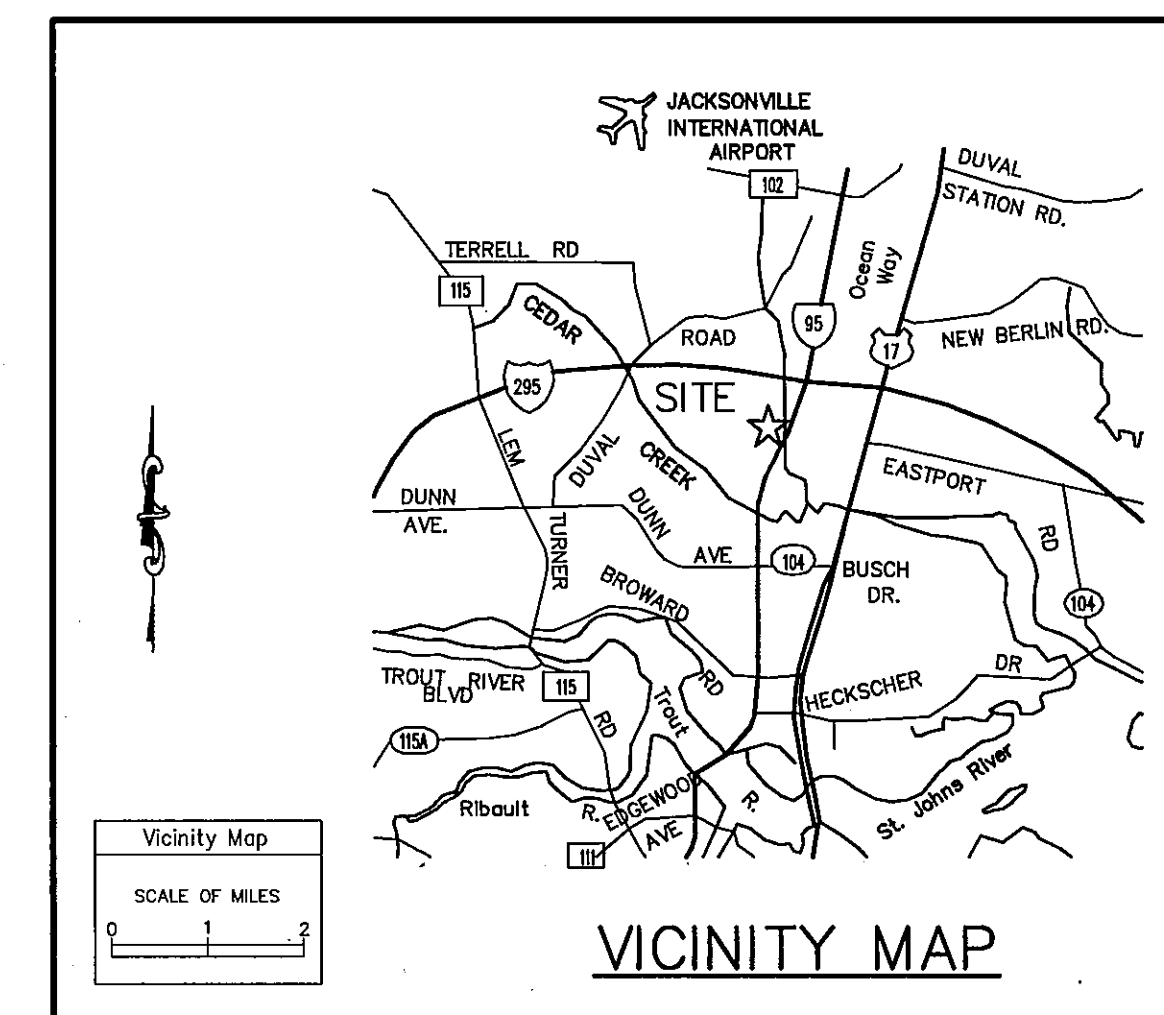 JACKSONVILLE
INTERNATIONAL
AIRPORT
102
DUVAL
STATION RD.
TERRELL RD
115
CEDAR
ROAD
95
Ocean
Way
17
NEW BERLIN RD.
295
SITE
LEM
DUVAL
CREEK
EASTPORT
DUNN
AVE.
DUNN
AVE
104
TURNER
BUSCH
DR.
RD
104
BROWARD
RD
TROUT RIVER
BLVD
115
RD
Trout
HECKSCHER
DR
115A
Ribault
R.
EDGEWOOD
AVE
R.
St. Johns River
111
Vicinity Map
SCALE OF MILES
0 1 2
VICINITY MAP